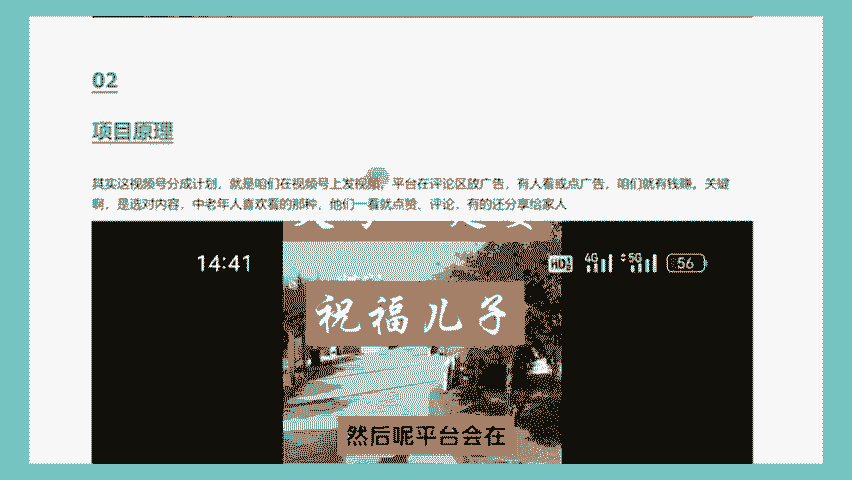 02
项目原理
其实这视频号分成计划，就是咱们在视频号上发视频，平台在评论区放广告，有人看或点广告，咱们就有钱赚。关键
啊，是选对内容，中老年人喜欢看的那种，他们一看就点赞、评论，有的还分享给家人
14:41
HD 4G 5G 56
祝福儿子
然后呢平台会在